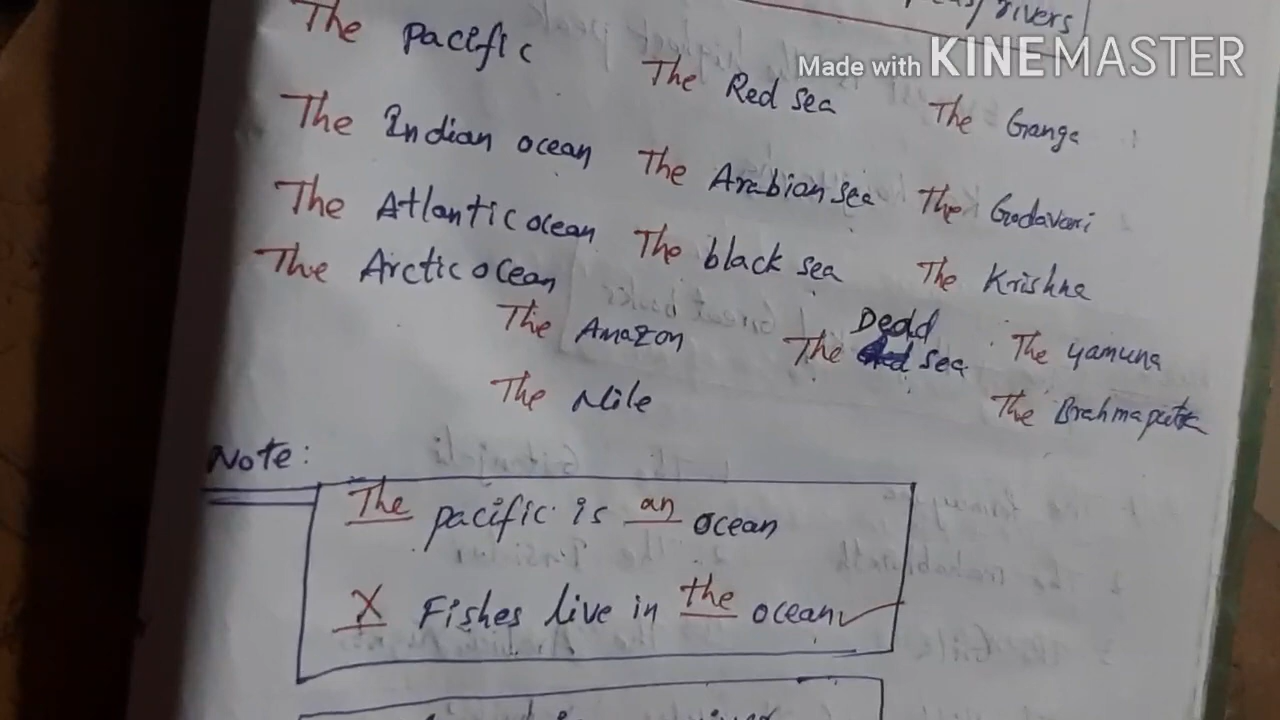 rivers
Made with KINEMASTER
The pacific
The Red sea
The Ganga
The Indian ocean
The Arabian sea
The Godavari
The Atlantic ocean
The black sea
The Krishna
The Arctic ocean
The Amazon
The Dead sea
The yamuna
The Nile
The Brahmaputra
Note:
The pacific is an ocean
X Fishes live in the ocean